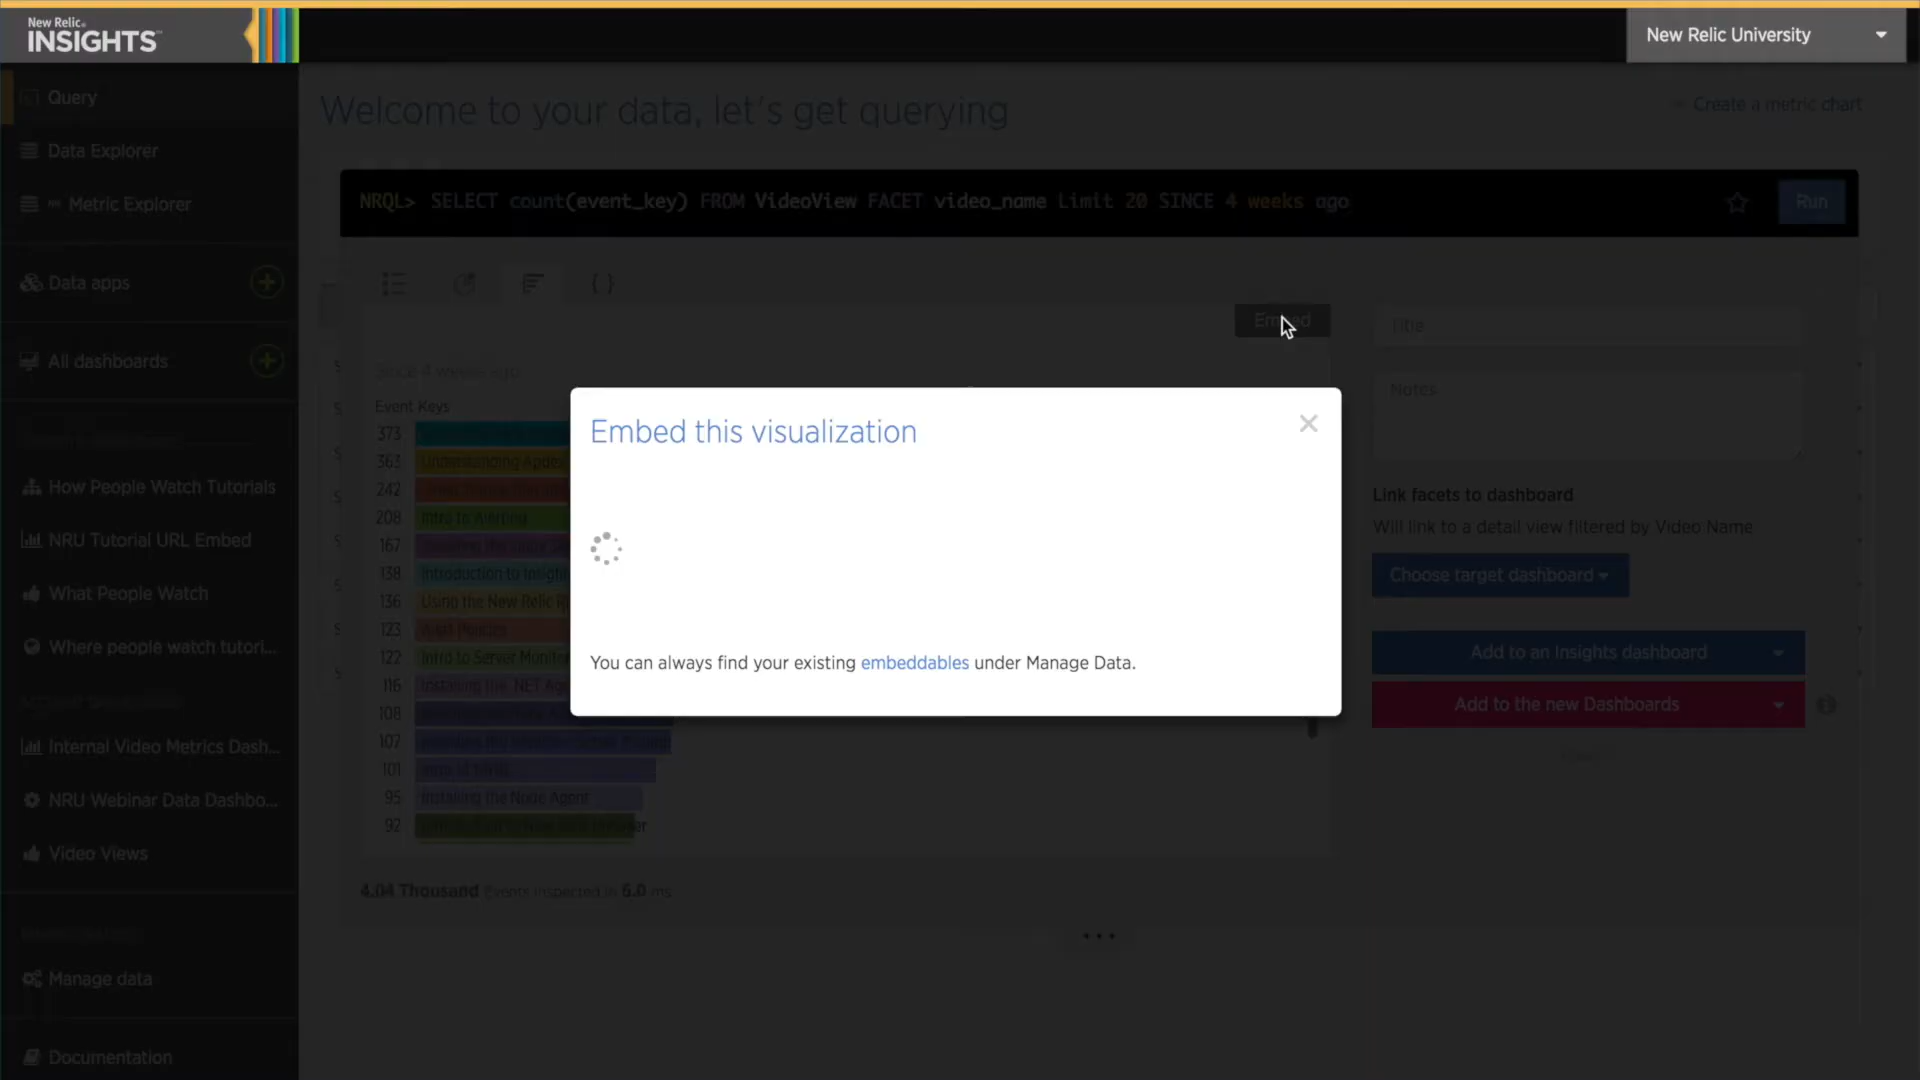 New Relic.
INSIGHTS
New Relic University
Query
Data Explorer
Metric Explorer
Data apps
All dashboards
How People Watch Tutorials
NRU Tutorial URL Embed
What People Watch
Where people watch tutori...
Internal Video Metrics Dash...
NRU Webinar Data Dashbo...
Video Views
Manage data
Documentation
Welcome to your data, let's get querying
Create a metric chart
NRQL> SELECT count(event_key) FROM VideoView FACET video_name Limit 20 SINCE 4 weeks ago
Run
{ }
Embed
Since 4 weeks ago
Event Keys
373
363 Understanding Apdex
242
208 Intro to Alerting
167
138 Introduction to Insights
136 Using the New Relic
123 Alert Policies
122 Intro to Server Monitor
116 Installing the .NET Age
108
107
101 Intro to NRQL
95 Installing the Node Agent
92
4.04 Thousand Events inspected in 6.0 ms
Embed this visualization
You can always find your existing embeddables under Manage Data.
Title
Notes
Link facets to dashboard
Will link to a detail view filtered by Video Name
Choose target dashboard
Add to an Insights dashboard
Add to the new Dashboards